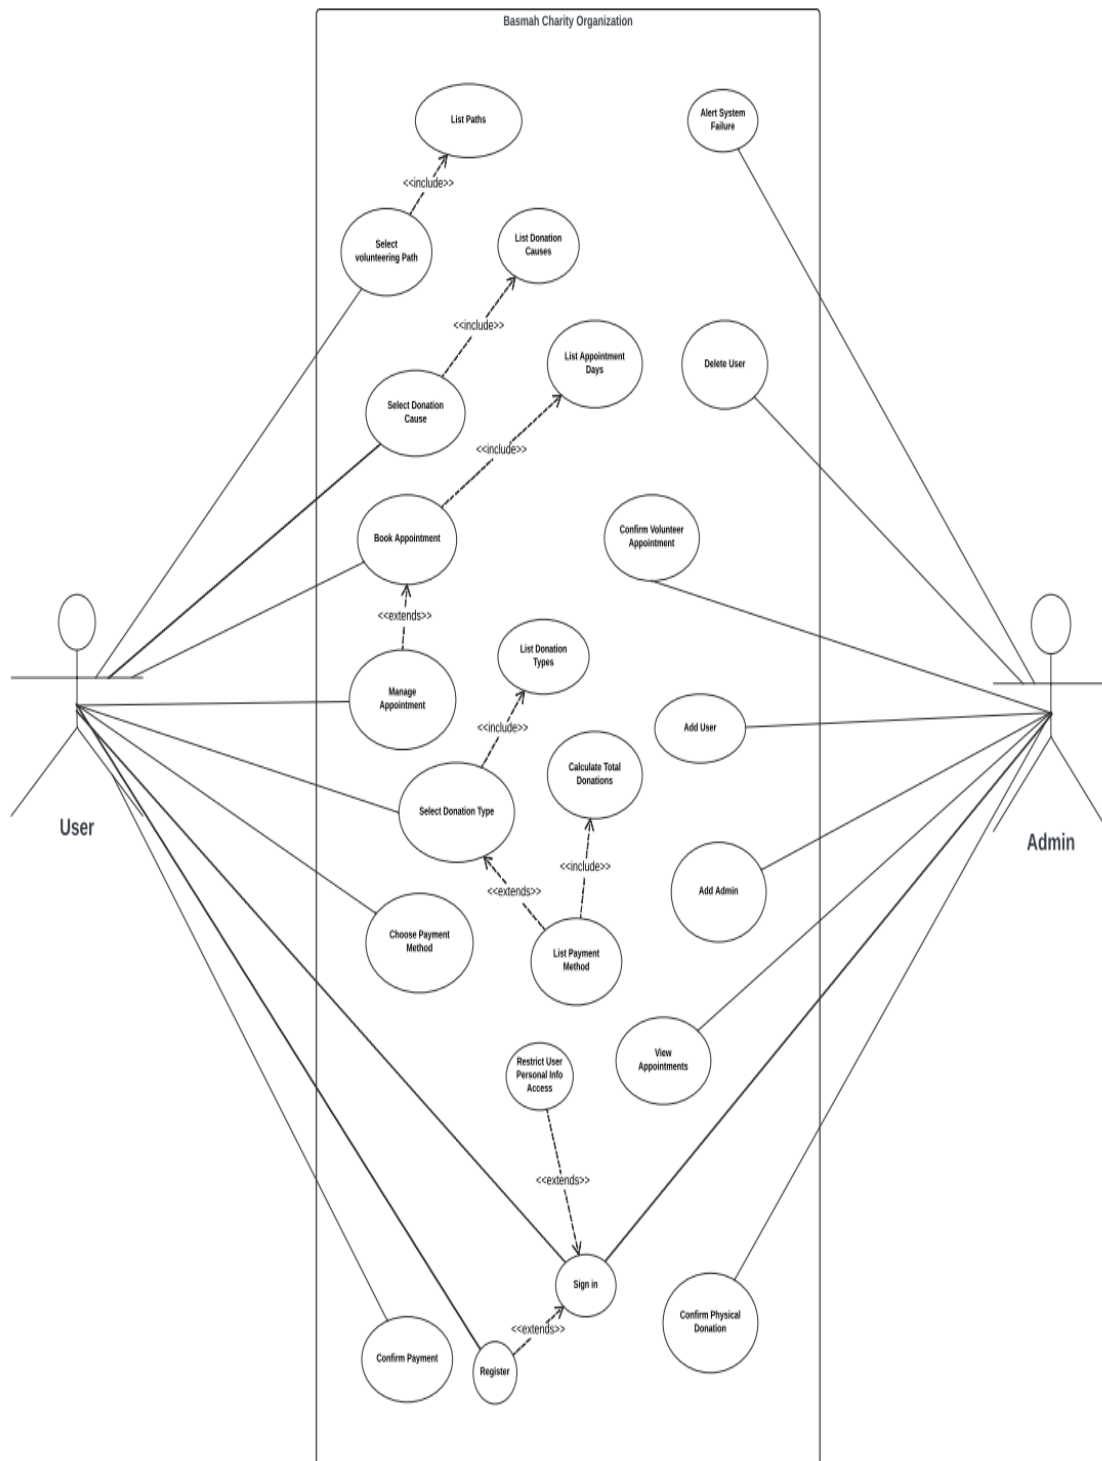 Basmah Charity Organization
List Paths
Alert System
Failure
<<include>>
Select
volunteering Path
List Donation
Causes
<<include>>
List Appointment
Days
Delete User
Select Donation
Cause
<<include>>
Book Appointment
Confirm Volunteer
Appointment
<<extends>>
List Donation
Types
Manage
Appointment
<<include>>
Add User
Calculate Total
Donations
Select Donation Type
User
Admin
<<include>>
<<extends>>
Add Admin
Choose Payment
Method
List Payment
Method
View
Appointments
Restrict User
Personal Info
Access
<<extends>>
Sign in
Confirm Physical
Donation
<<extends>>
Confirm Payment
Register